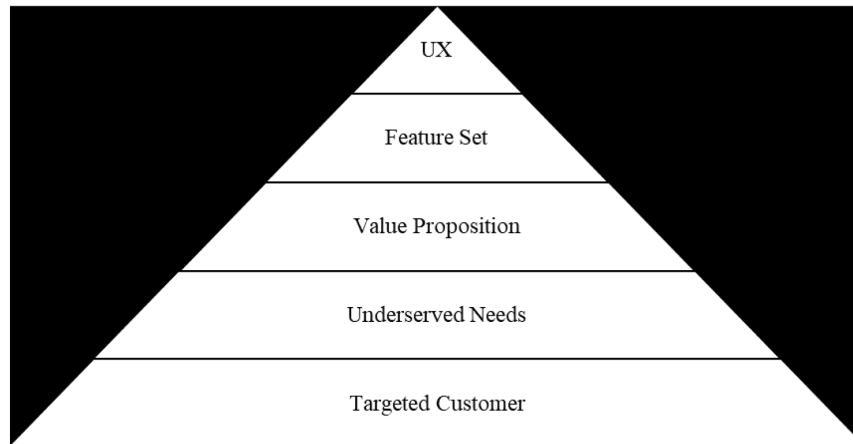 UX
Feature Set
Value Proposition
Underserved Needs
Targeted Customer